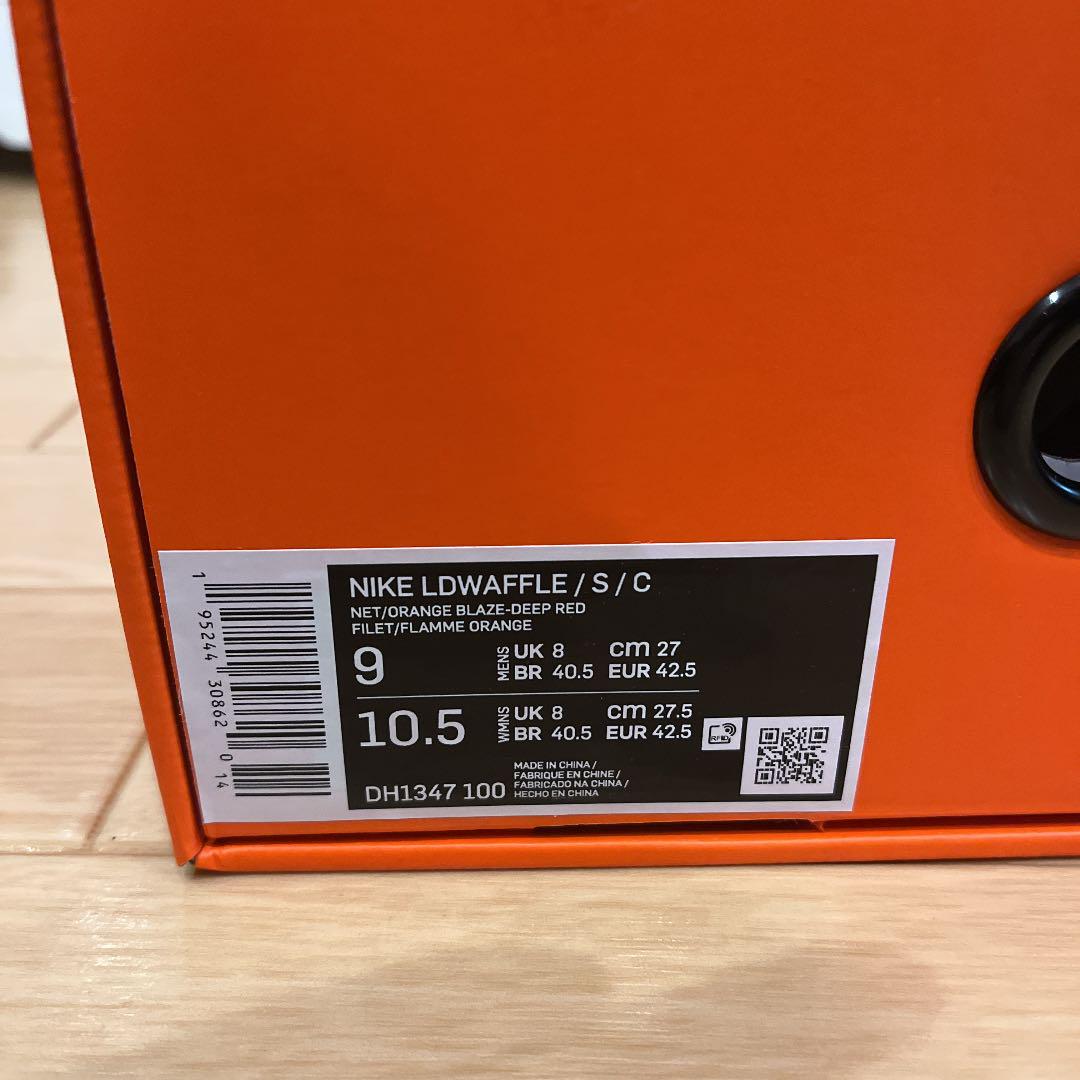 NIKE LDWAFFLE / S / C
NET/ORANGE BLAZE-DEEP RED
FILET/FLAMME ORANGE
9 MENS UK 8 cm 27
BR 40.5 EUR 42.5
10.5 WMNS UK 8 cm 27.5
BR 40.5 EUR 42.5
RFID
DH1347 100
MADE IN CHINA /
FABRIQUE EN CHINE /
FABRICADO NA CHINA /
HECHO EN CHINA
1 95244 30862 014